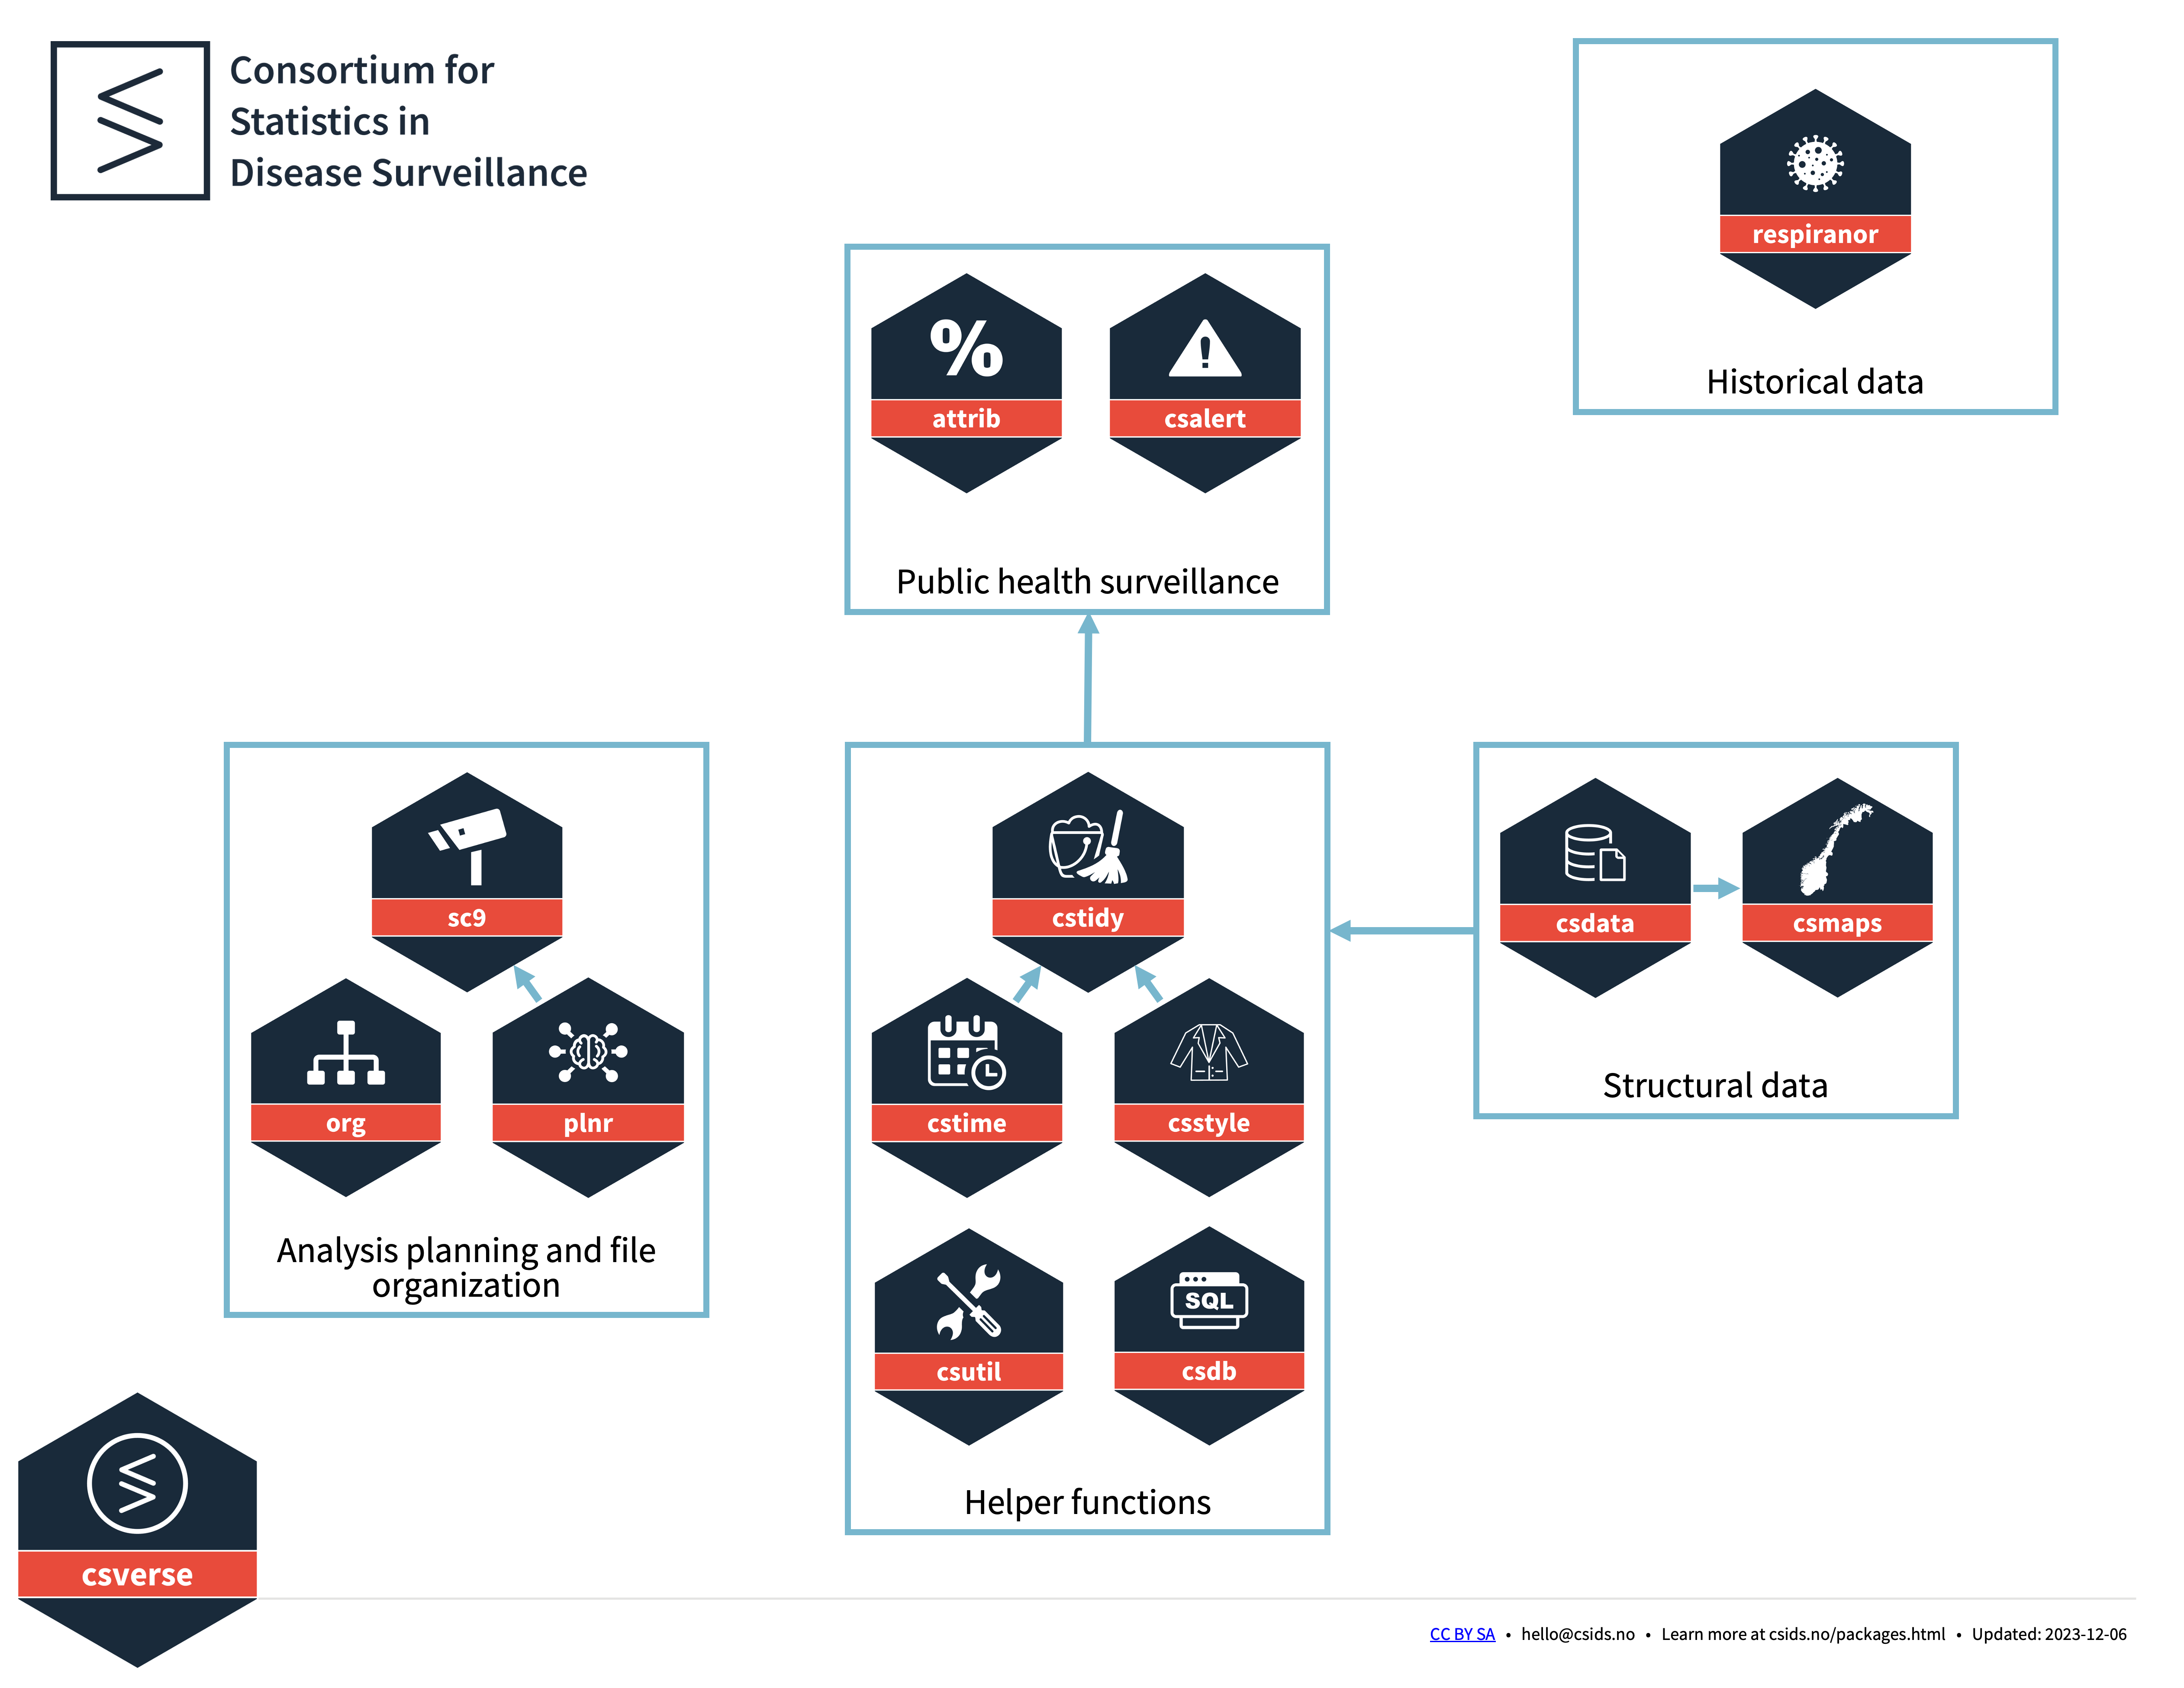 Consortium for
Statistics in
Disease Surveillance
respiranor
Historical data
%
attrib
!
csalert
Public health surveillance
sc9
org
plnr
Analysis planning and file
organization
cstidy
cstime
csstyle
csutil
SQL
csdb
Helper functions
csdata
csmaps
Structural data
csverse
CC BY SA • hello@csids.no • Learn more at csids.no/packages.html • Updated: 2023-12-06